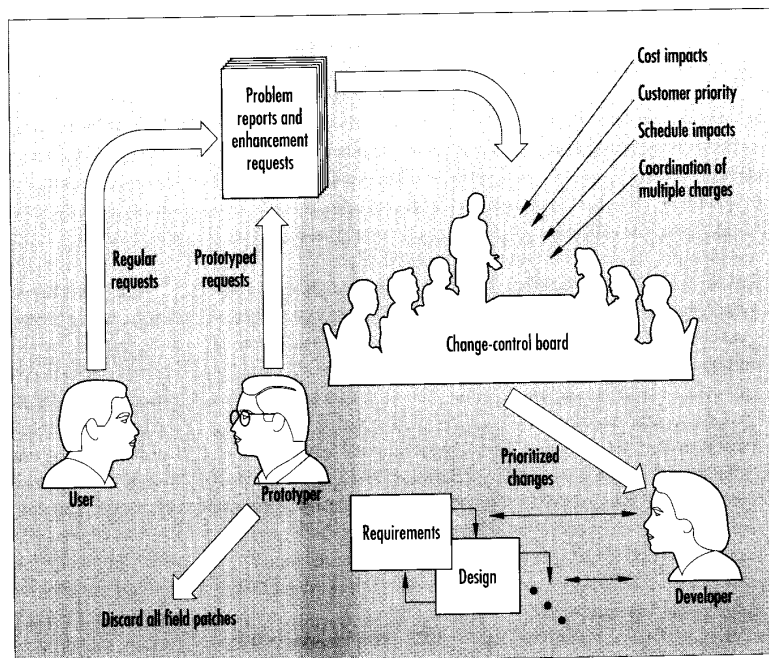 Problem
reports and
enhancement
requests
Cost impacts
Customer priority
Schedule impacts
Coordination of
multiple charges
Regular
requests
Prototyped
requests
Change-control board
User
Prototyper
Prioritized
changes
Requirements
Design
Developer
Discard all field patches